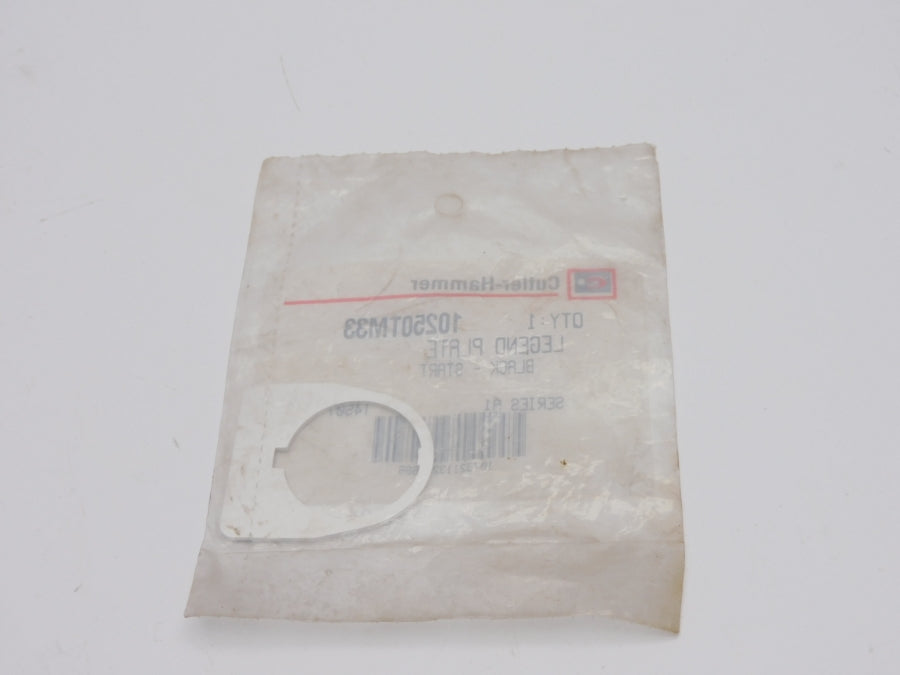 Cutler-Hammer
QTY: 1 10250TM33
LEGEND PLATE
BLACK - START
SERIES A1